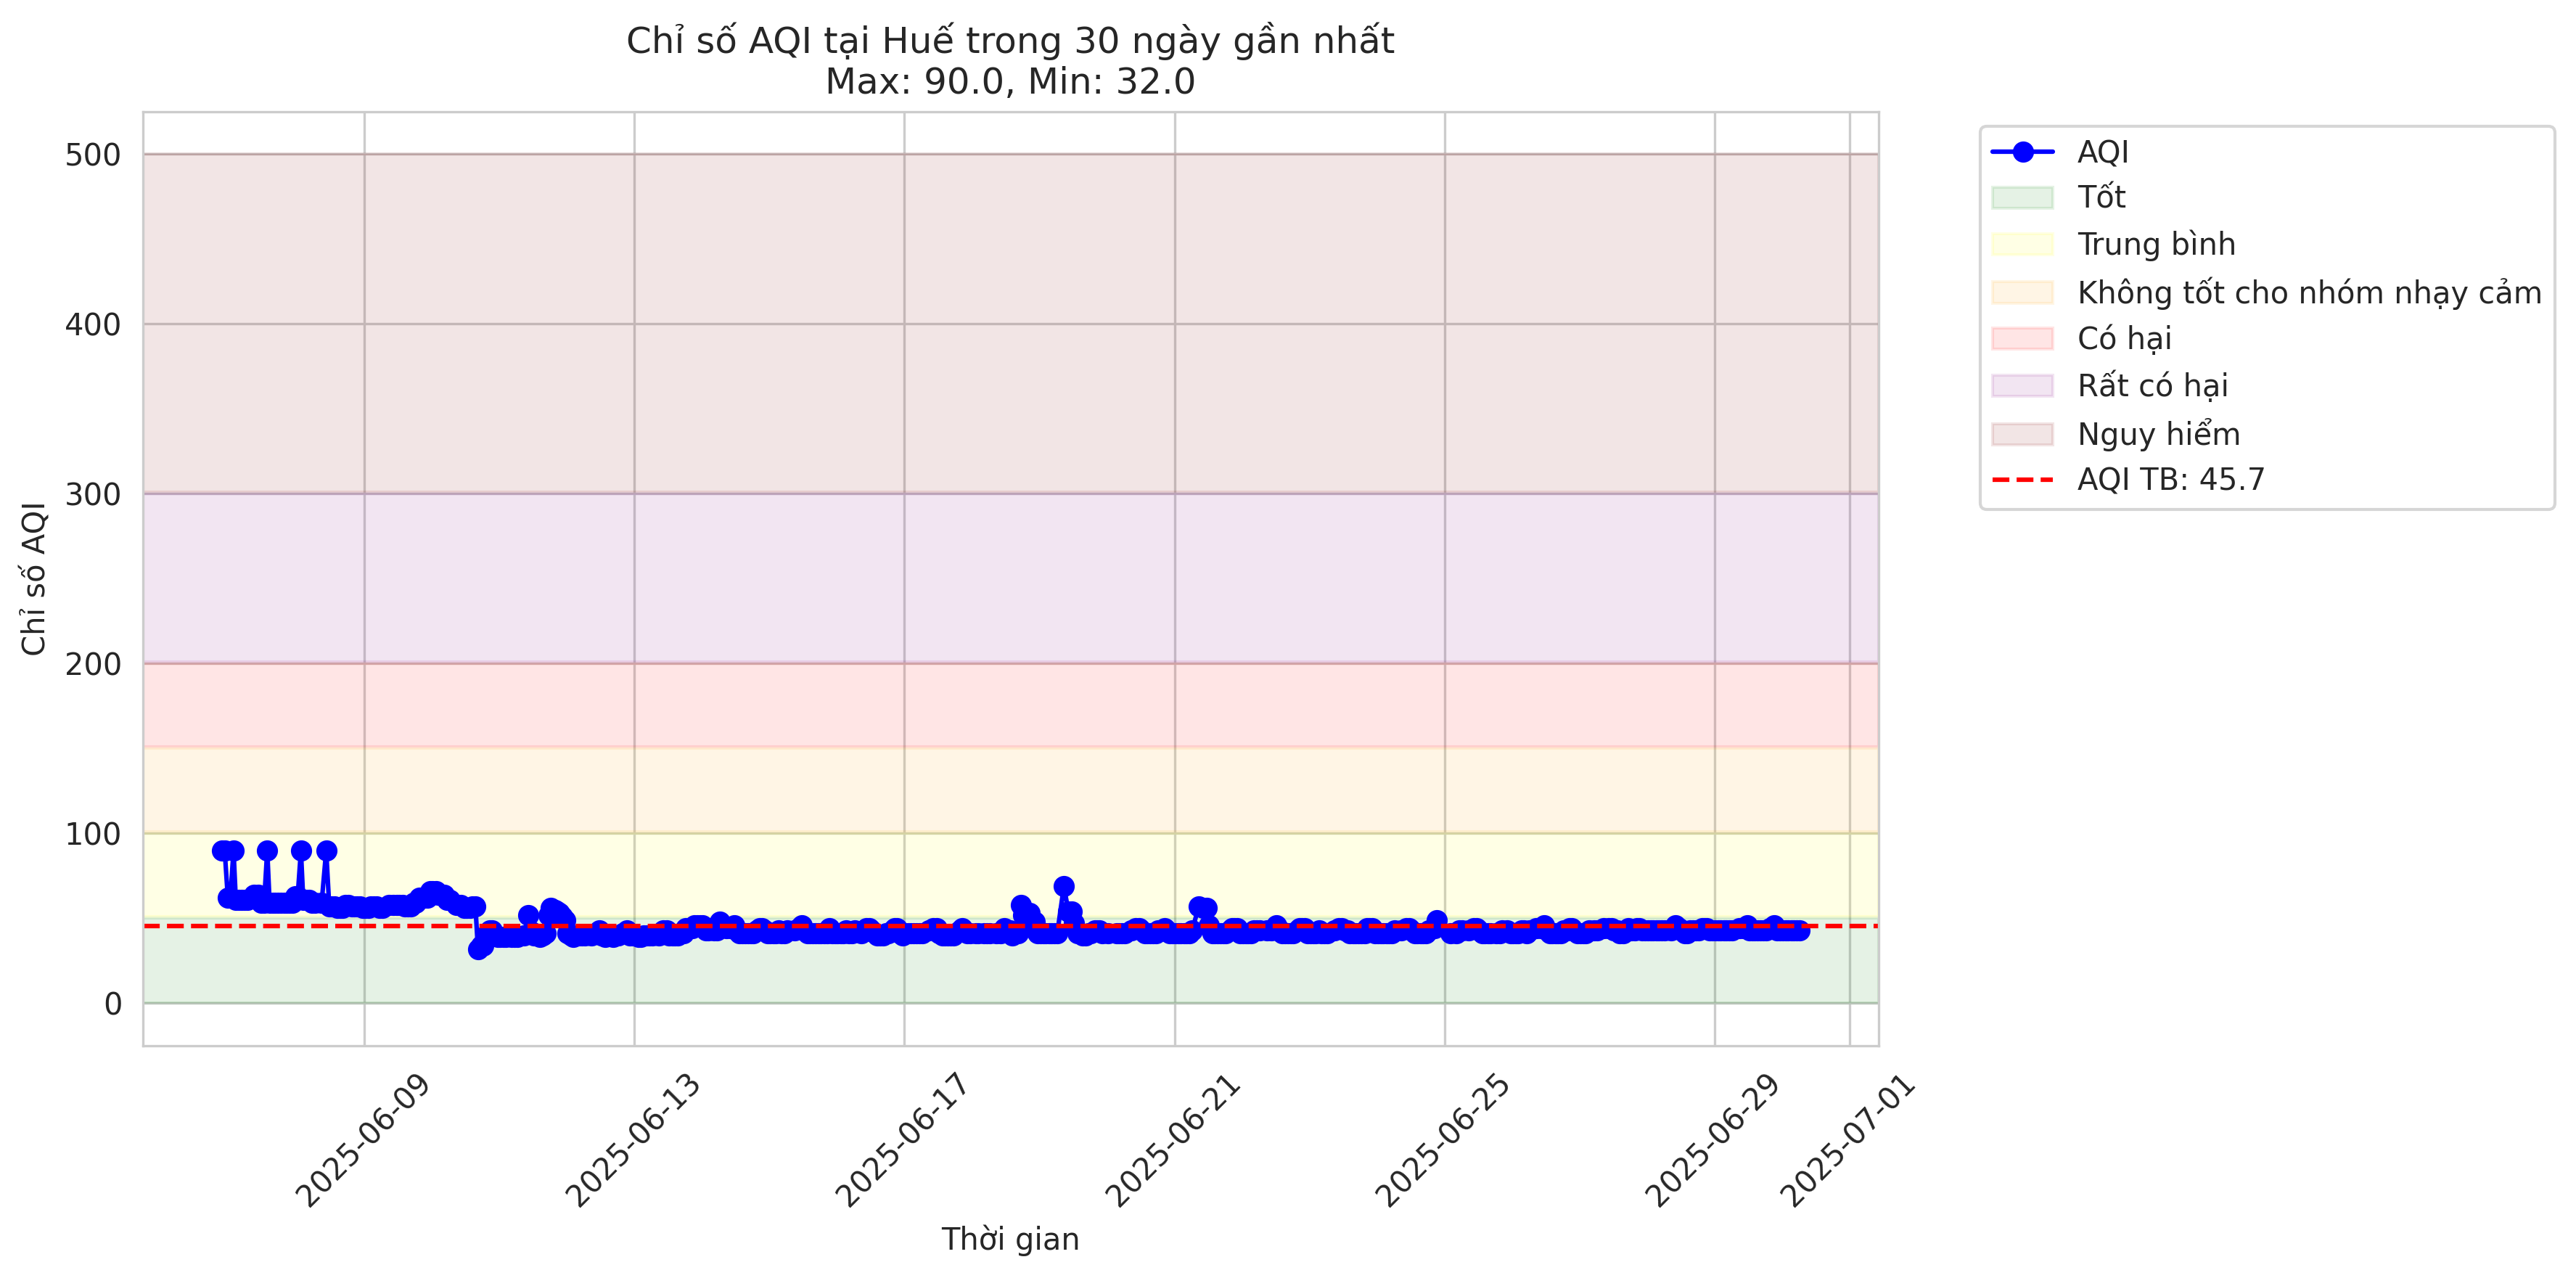 Chỉ số AQI tại Huế trong 30 ngày gần nhất
Max: 90.0, Min: 32.0
Chỉ số AQI
500
400
300
200
100
0
2025-06-09
2025-06-13
2025-06-17
2025-06-21
2025-06-25
2025-06-29
2025-07-01
Thời gian
AQI
Tốt
Trung bình
Không tốt cho nhóm nhạy cảm
Có hại
Rất có hại
Nguy hiểm
AQI TB: 45.7